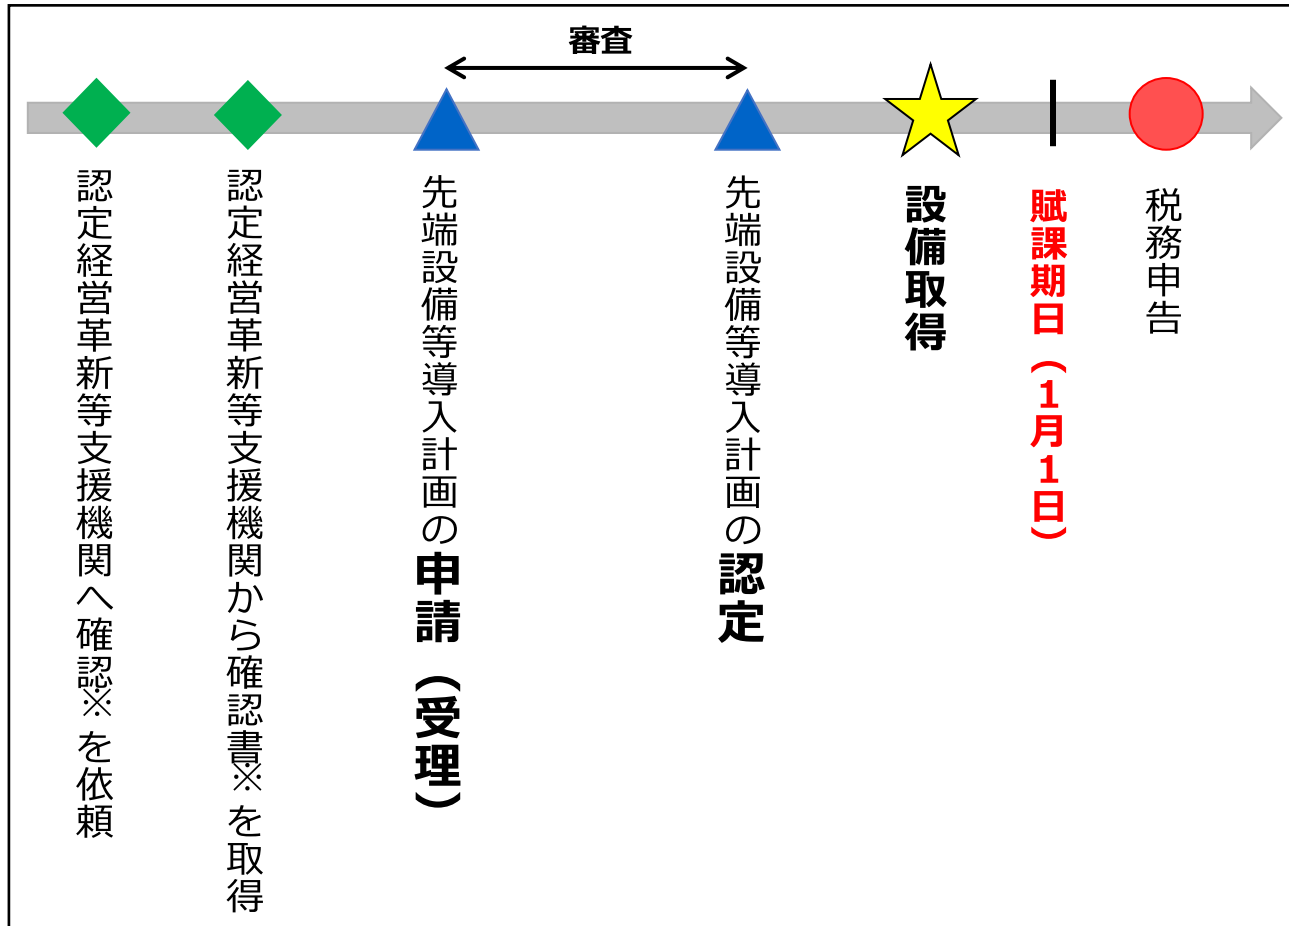 審査
認定経営革新等支援機関へ確認※を依頼
認定経営革新等支援機関から確認書※を取得
先端設備等導入計画の申請（受理）
先端設備等導入計画の認定
設備取得
賦課期日（1月1日）
税務申告